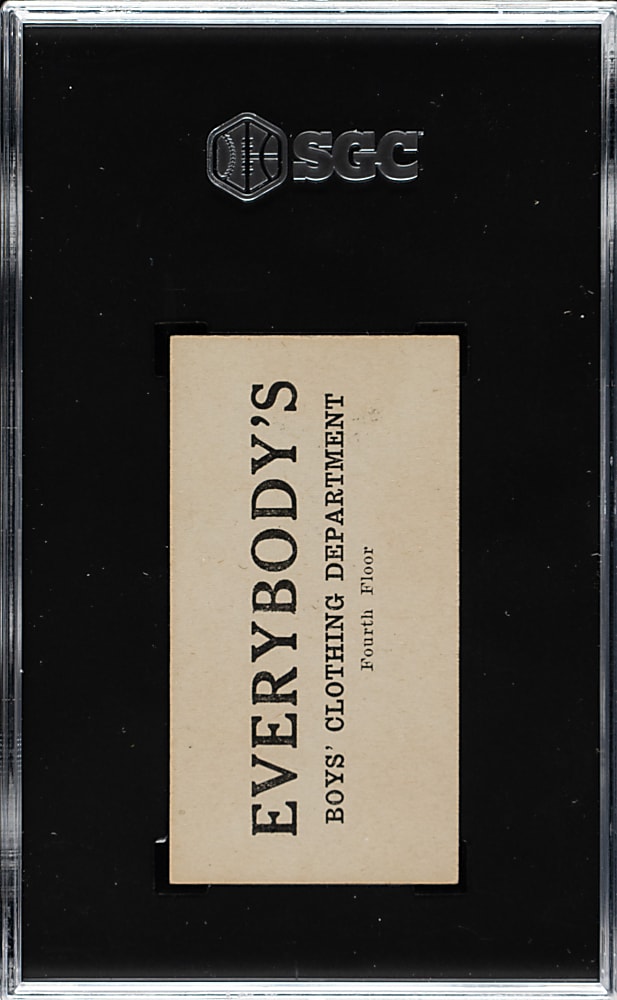 SGC
EVERYBODY'S
BOYS' CLOTHING DEPARTMENT
Fourth Floor